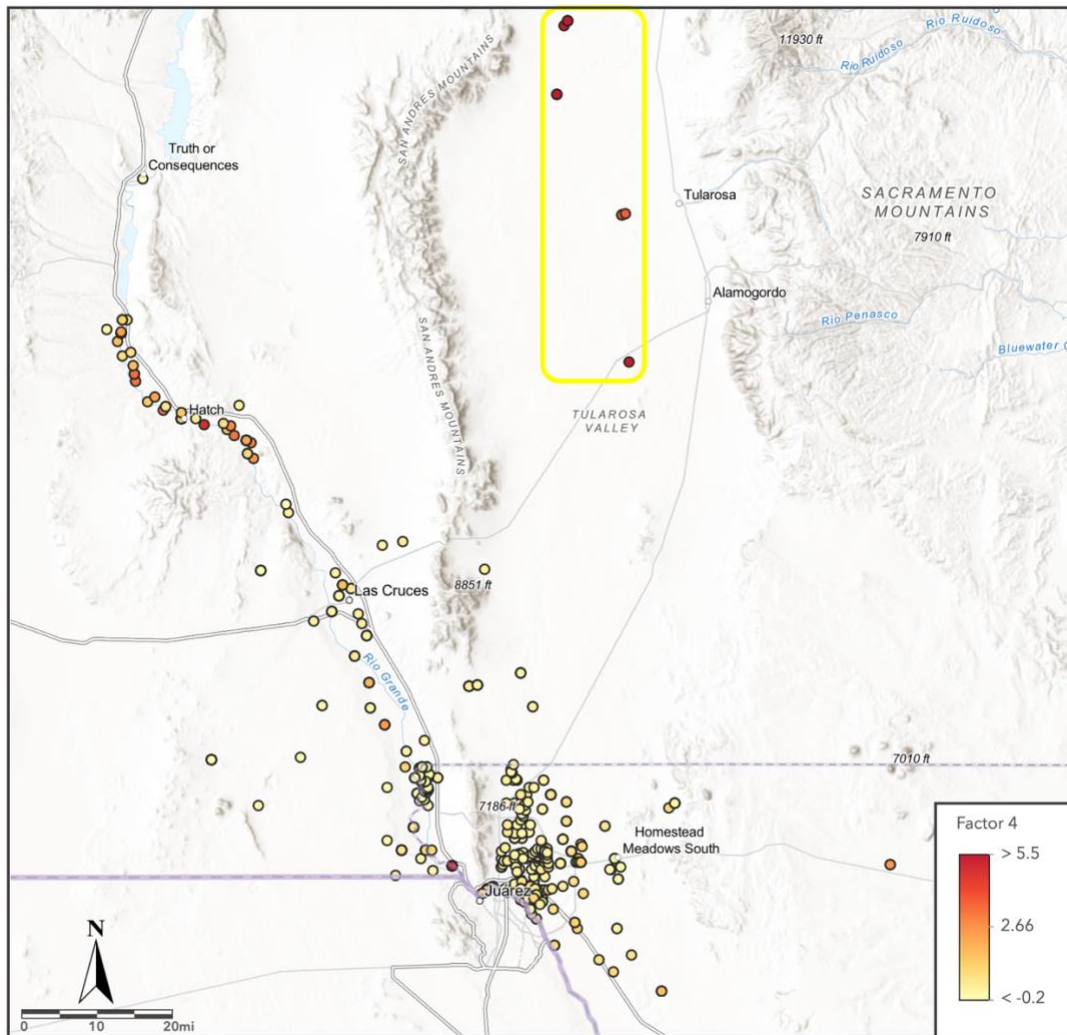 11930 ft
Rio Ruidoso
Rio Ruidoso
SAN ANDRES MOUNTAINS
Truth or
Consequences
Tularosa
SACRAMENTO
MOUNTAINS
7910 ft
Alamogordo
Rio Penasco
Bluewater C
SAN ANDRES MOUNTAINS
Hatch
TULAROSA
VALLEY
8851 ft
Las Cruces
Rio Grande
7010 ft
7186 ft
Homestead
Meadows South
Juárez
Factor 4
> 5.5
2.66
< -0.2
N
0 10 20mi